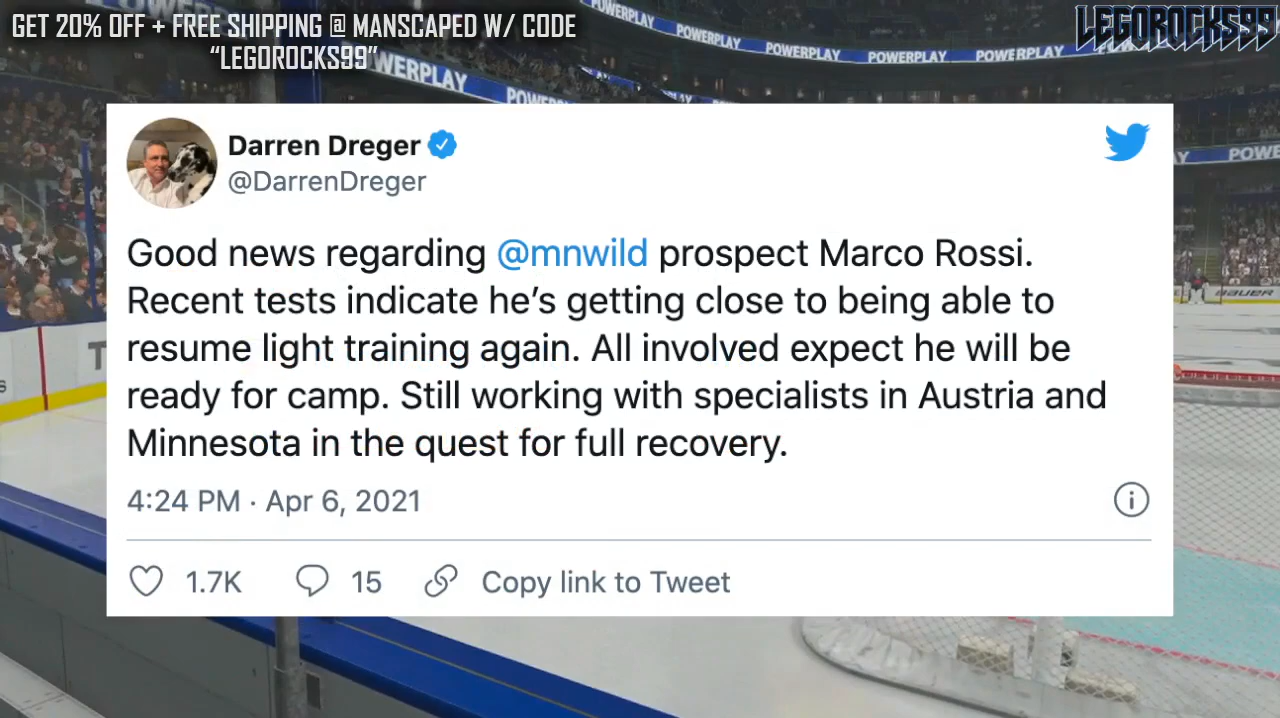 GET 20% OFF + FREE SHIPPING @ MANSCAPED W/ CODE
“LEGOROCKS99”
LEGOROCKS99
POWERPLAY
POWERPLAY
POWERPLAY
POWERPLAY
POWERPLAY
Darren Dreger
@DarrenDreger
Good news regarding @mnwild prospect Marco Rossi.
Recent tests indicate he’s getting close to being able to
resume light training again. All involved expect he will be
ready for camp. Still working with specialists in Austria and
Minnesota in the quest for full recovery.
4:24 PM · Apr 6, 2021
1.7K
15
Copy link to Tweet
BAUER